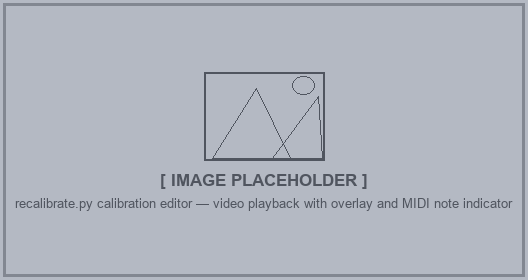 [ IMAGE PLACEHOLDER ]
recalibrate.py calibration editor — video playback with overlay and MIDI note indicator